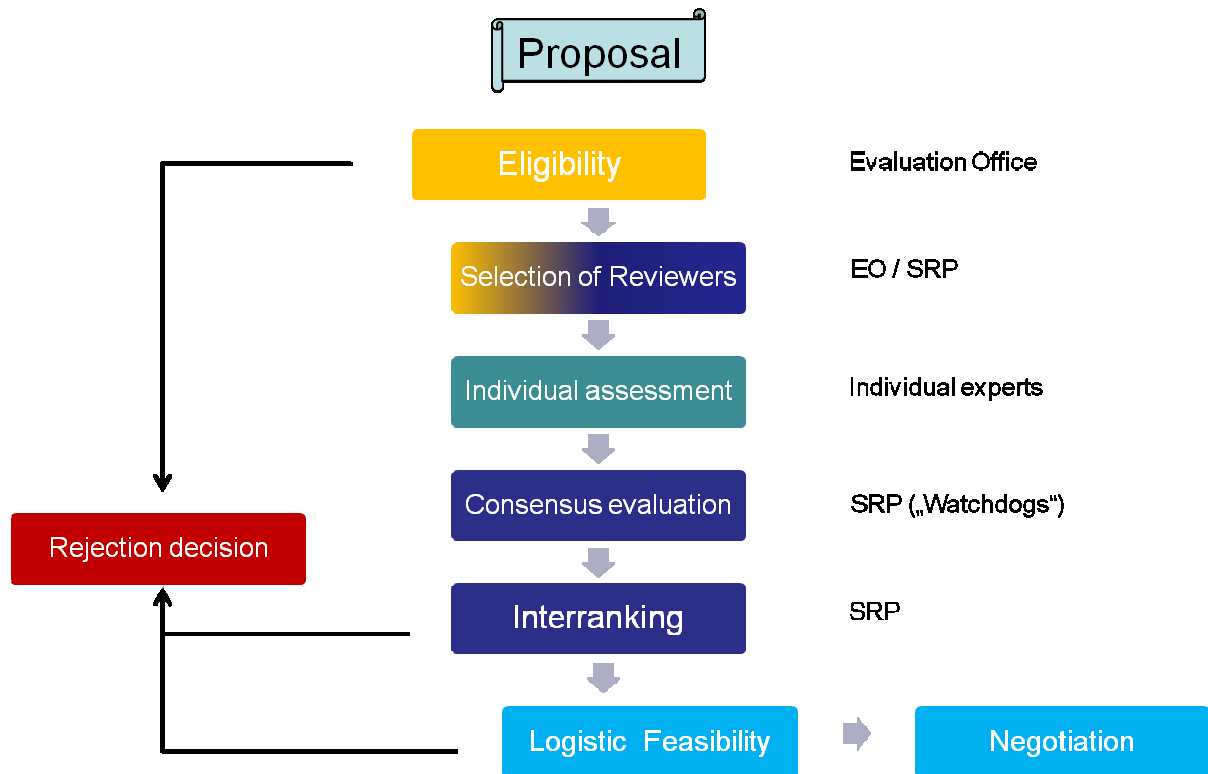 Proposal
Eligibility
Evaluation Office
Selection of Reviewers
EO / SRP
Individual assessment
Individual experts
Consensus evaluation
SRP („Watchdogs“)
Rejection decision
Interranking
SRP
Logistic Feasibility
Negotiation